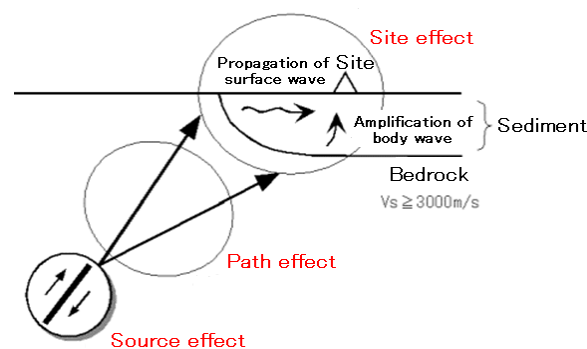 Site effect
Propagation of
surface wave
Site
Amplification of
body wave
Sediment
Bedrock
Vs≧3000m/s
Path effect
Source effect